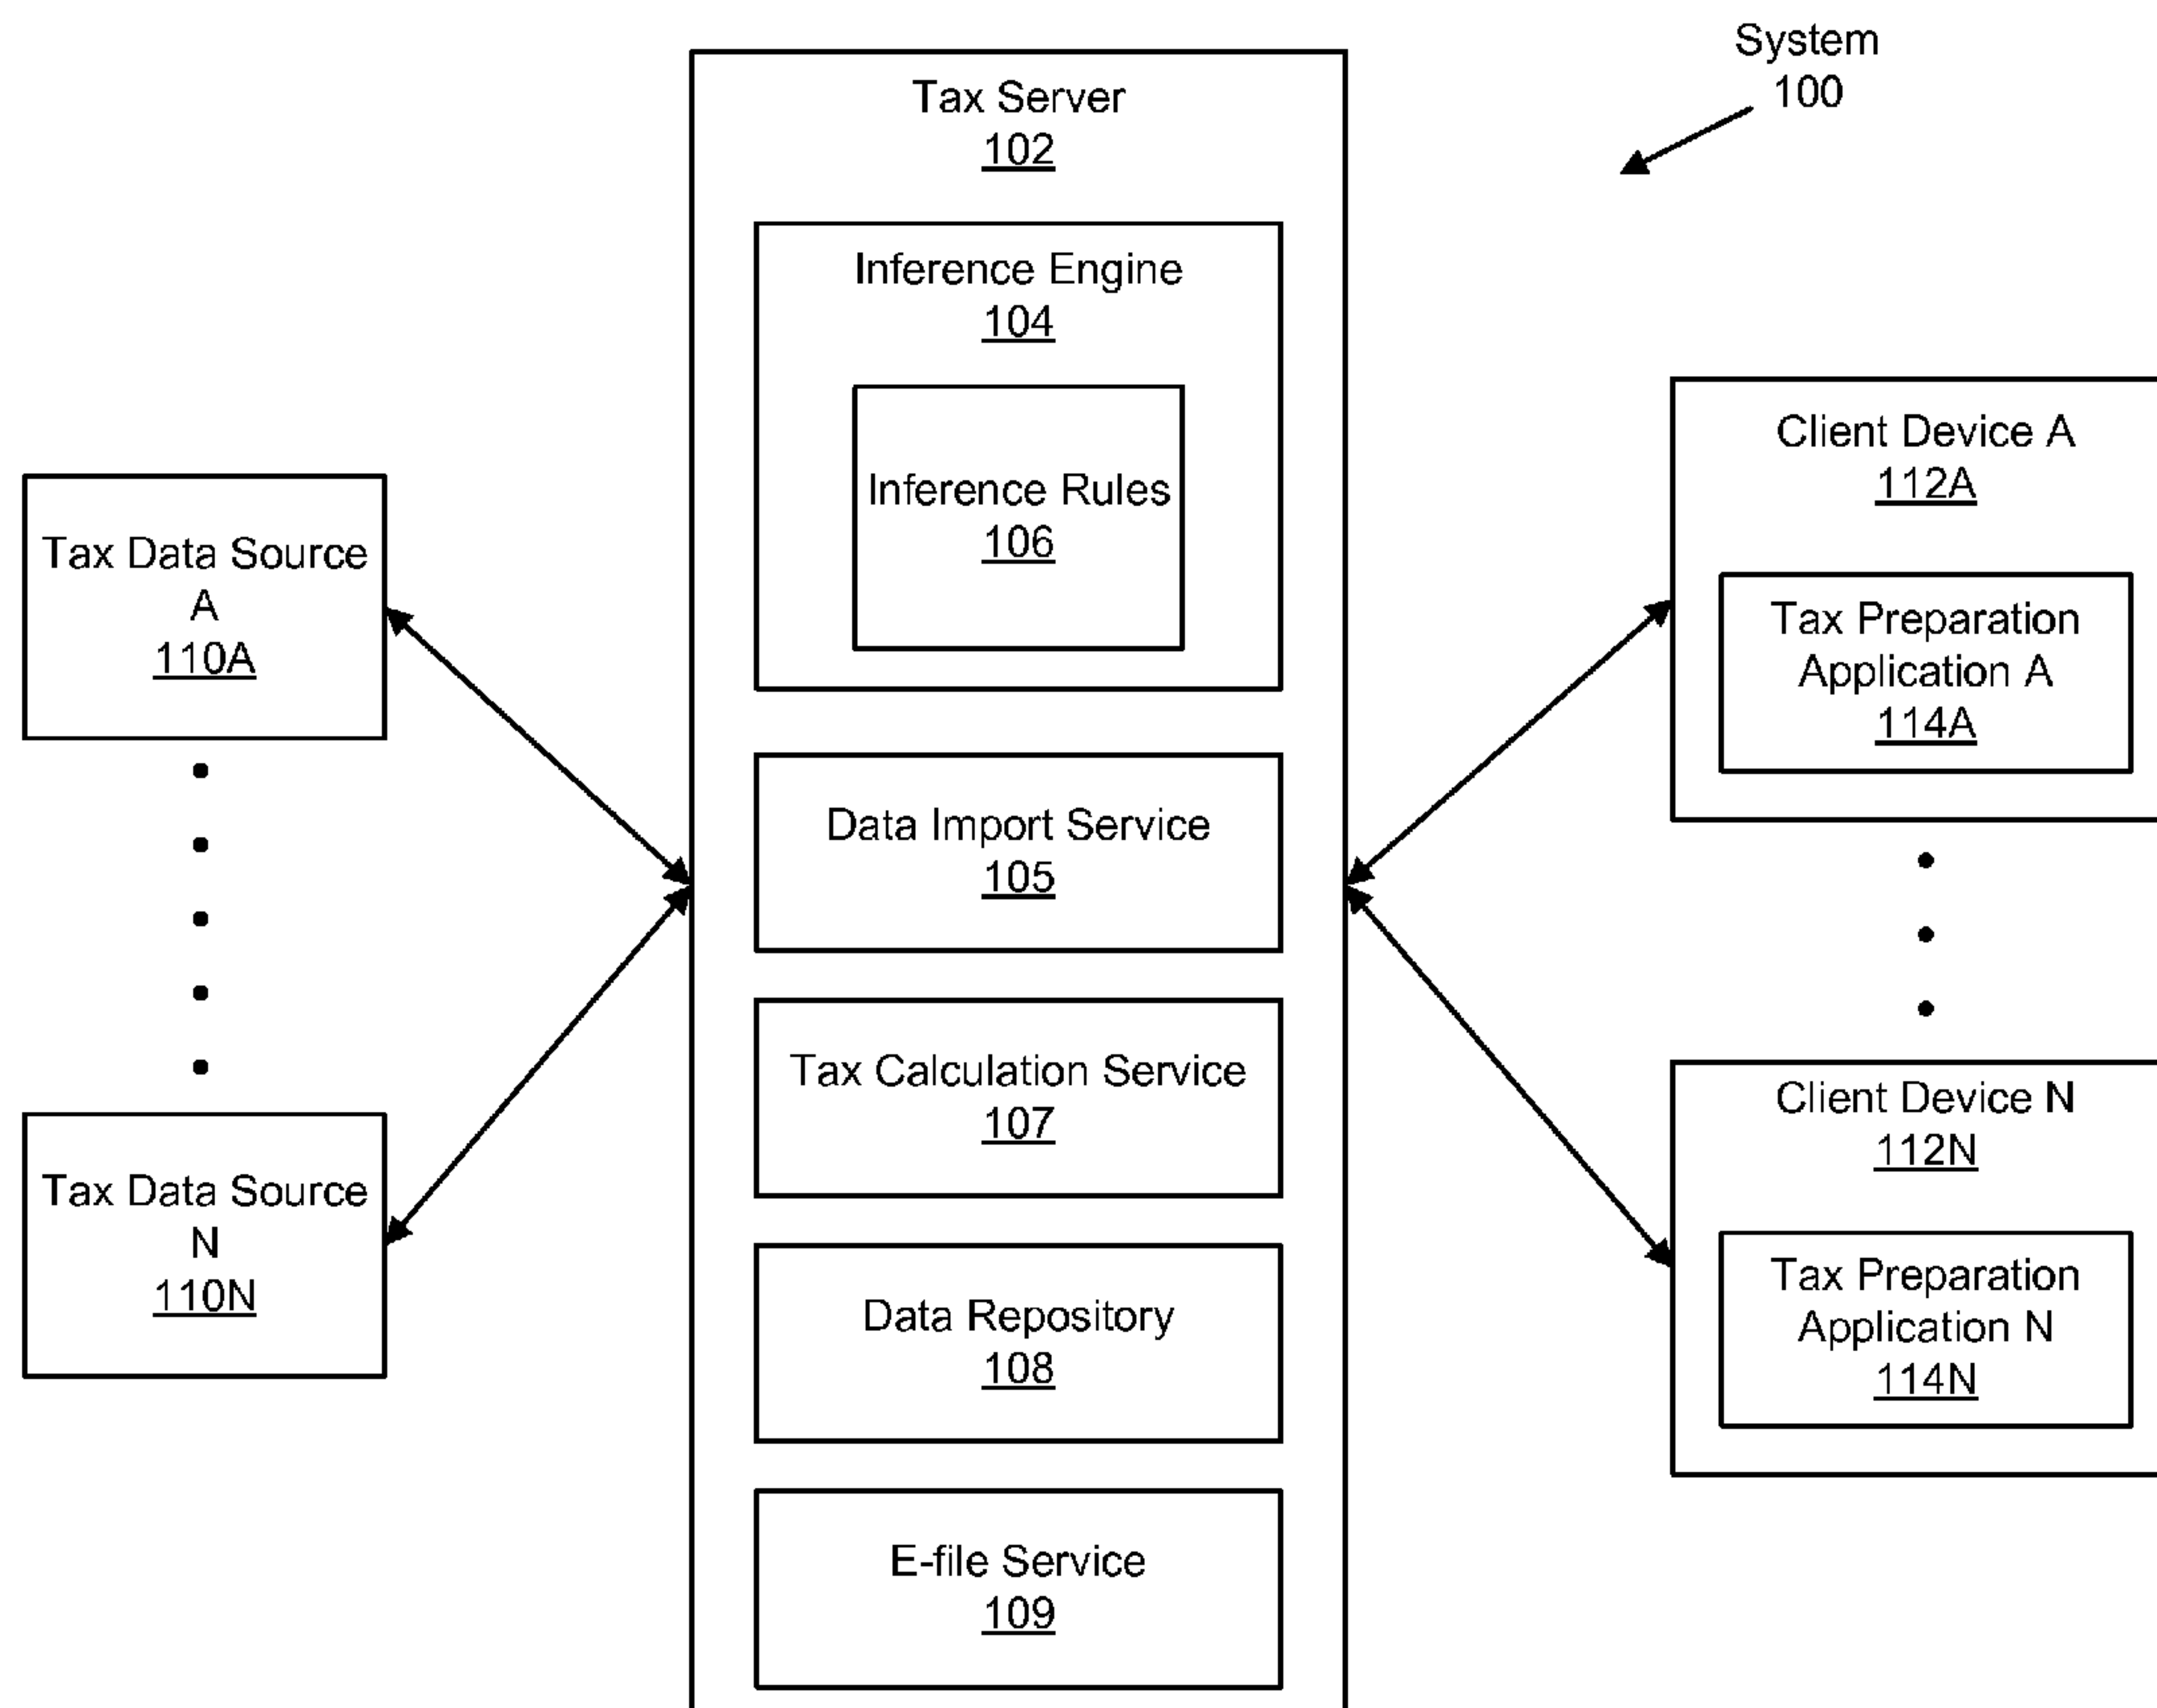 System
100
Tax Server
102
Inference Engine
104
Inference Rules
106
Data Import Service
105
Tax Calculation Service
107
Data Repository
108
E-file Service
109
Tax Data Source
A
110A
Tax Data Source
N
110N
Client Device A
112A
Tax Preparation
Application A
114A
Client Device N
112N
Tax Preparation
Application N
114N